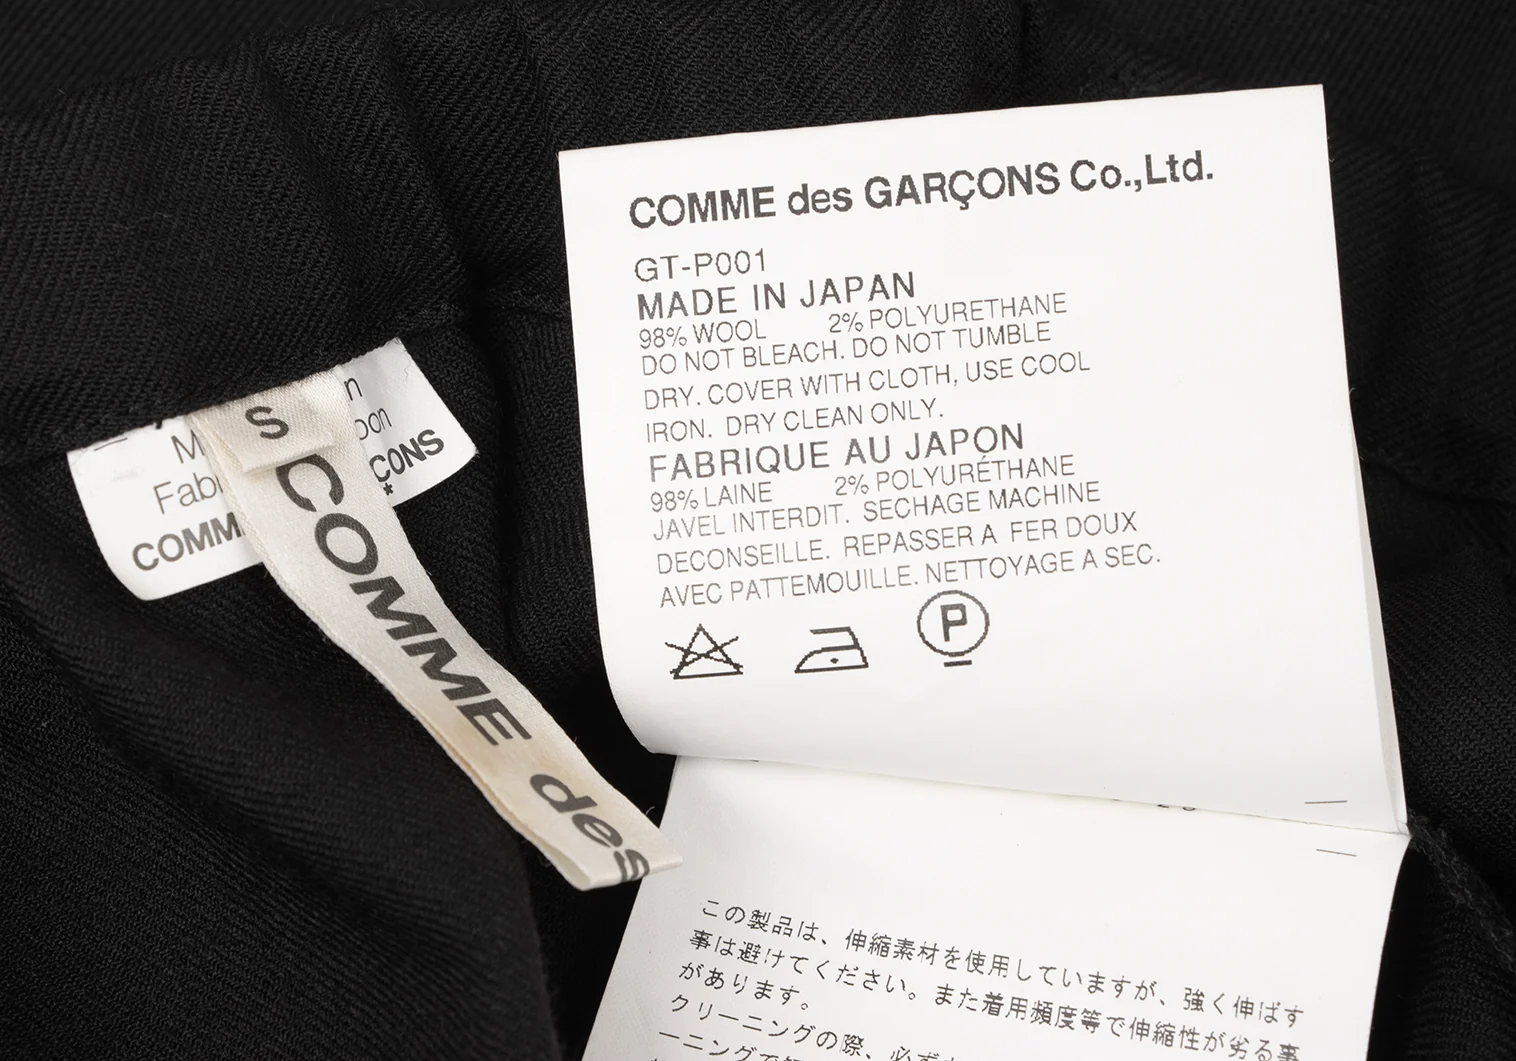 COMME des GARÇONS Co.,Ltd.
GT-P001
MADE IN JAPAN
98% WOOL 2% POLYURETHANE
DO NOT BLEACH. DO NOT TUMBLE
DRY. COVER WITH CLOTH, USE COOL
IRON. DRY CLEAN ONLY.
FABRIQUE AU JAPON
98% LAINE 2% POLYURÉTHANE
JAVEL INTERDIT. SECHAGE MACHINE
DECONSEILLE. REPASSER A FER DOUX
AVEC PATTEMOUILLE. NETTOYAGE A SEC.
P
S
COMME des
COMM
ÇONS
この製品は、伸縮素材を使用していますが、強く伸ばす
事は避けてください。また着用頻度等で伸縮性が劣る事
があります。
クリーニングの際、必ず